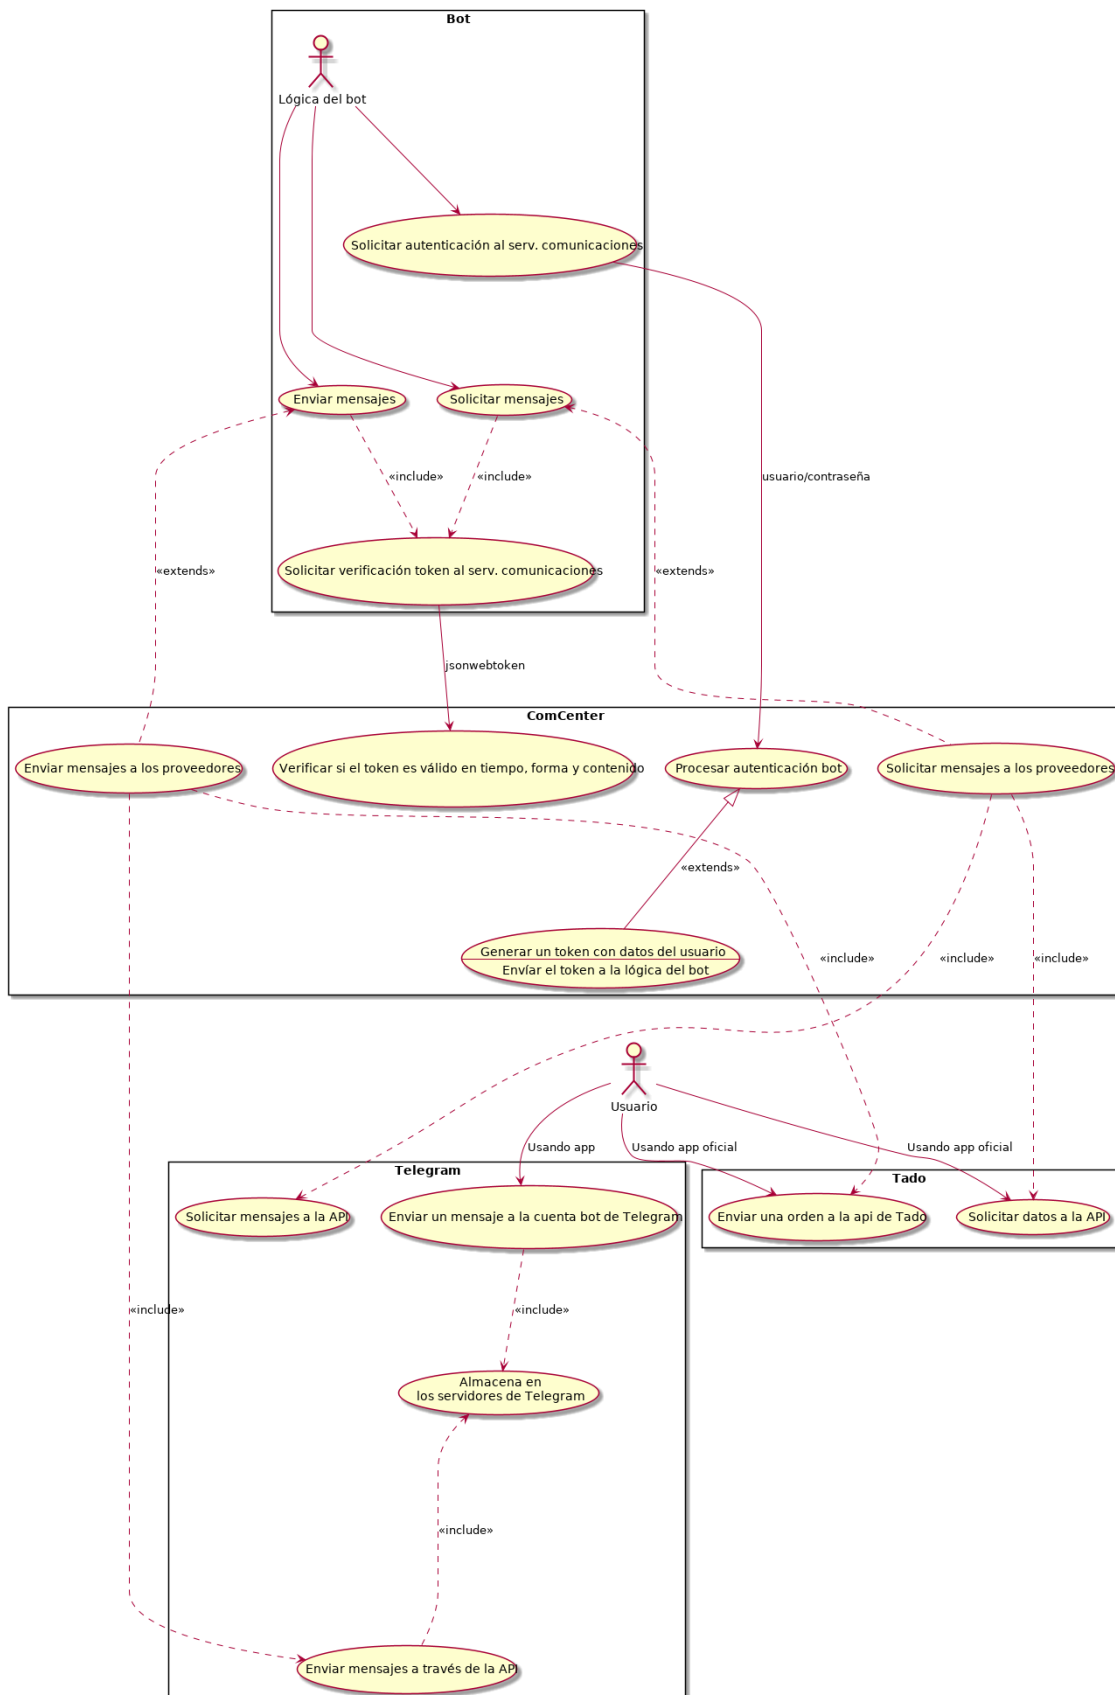 Bot
Lógica del bot
Solicitar autenticación al serv. comunicaciones
Enviar mensajes
Solicitar mensajes
«include»
«include»
usuario/contraseña
«extends»
Solicitar verificación token al serv. comunicaciones
«extends»
jsonwebtoken
ComCenter
Enviar mensajes a los proveedores
Verificar si el token es válido en tiempo, forma y contenido
Procesar autenticación bot
Solicitar mensajes a los proveedores
«extends»
Generar un token con datos del usuario
Envíar el token a la lógica del bot
«include»
«include»
«include»
Usuario
Usando app
Usando app oficial
Usando app oficial
Telegram
Tado
Solicitar mensajes a la API
Enviar un mensaje a la cuenta bot de Telegram
Enviar una orden a la api de Tado
Solicitar datos a la API
«include»
«include»
Almacena en
los servidores de Telegram
«include»
Enviar mensajes a través de la API